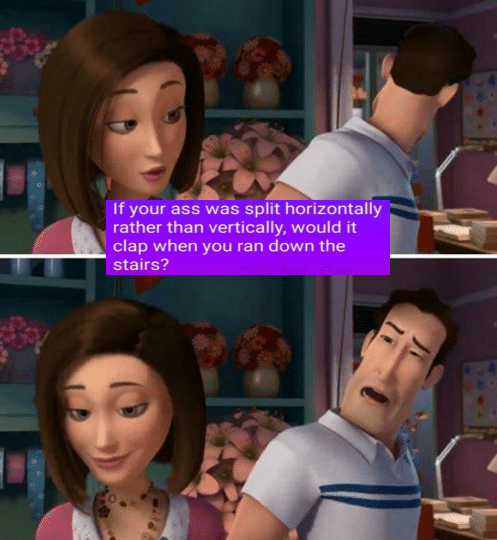 If your ass was split horizontally
rather than vertically, would it
clap when you ran down the
stairs?